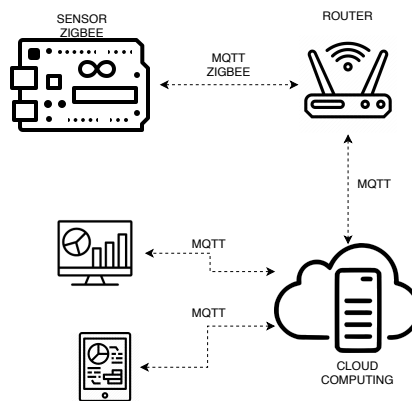 SENSOR
ZIGBEE
ROUTER
MQTT
ZIGBEE
MQTT
MQTT
MQTT
CLOUD
COMPUTING